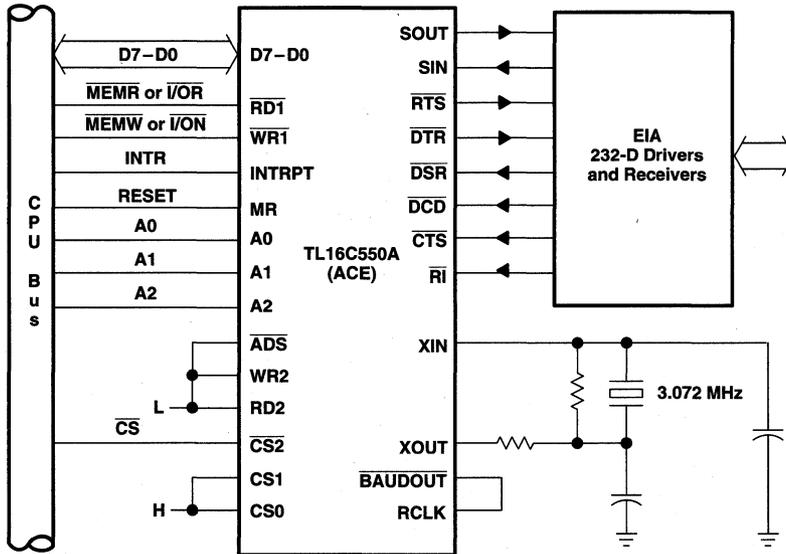 CPU Bus
D7–D0
MEMR or I/OR
MEMW or I/ON
INTR
RESET
A0
A1
A2
L
CS
H
D7–D0
RD1
WR1
INTRPT
MR
A0
A1
A2
ADS
WR2
RD2
CS2
CS1
CS0
TL16C550A
(ACE)
SOUT
SIN
RTS
DTR
DSR
DCD
CTS
RI
XIN
XOUT
BAUDOUT
RCLK
EIA
232-D Drivers
and Receivers
3.072 MHz